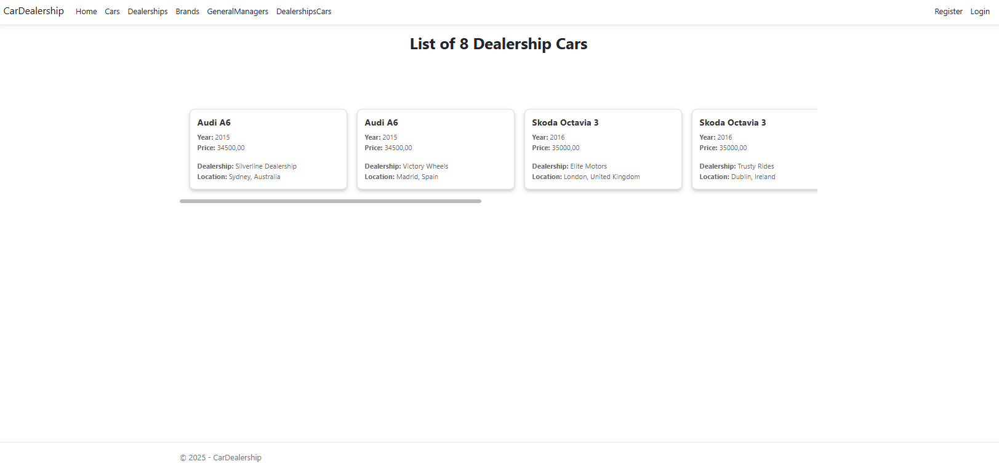 CarDealership Home Cars Dealerships Brands GeneralManagers DealershipsCars Register Login
List of 8 Dealership Cars
Audi A6
Year: 2015
Price: 34500,00
Dealership: Silverline Dealership
Location: Sydney, Australia
Audi A6
Year: 2015
Price: 34500,00
Dealership: Victory Wheels
Location: Madrid, Spain
Skoda Octavia 3
Year: 2016
Price: 35000,00
Dealership: Elite Motors
Location: London, United Kingdom
Skoda Octavia 3
Year: 2016
Price: 35000,00
Dealership: Trusty Rides
Location: Dublin, Ireland
© 2025 - CarDealership